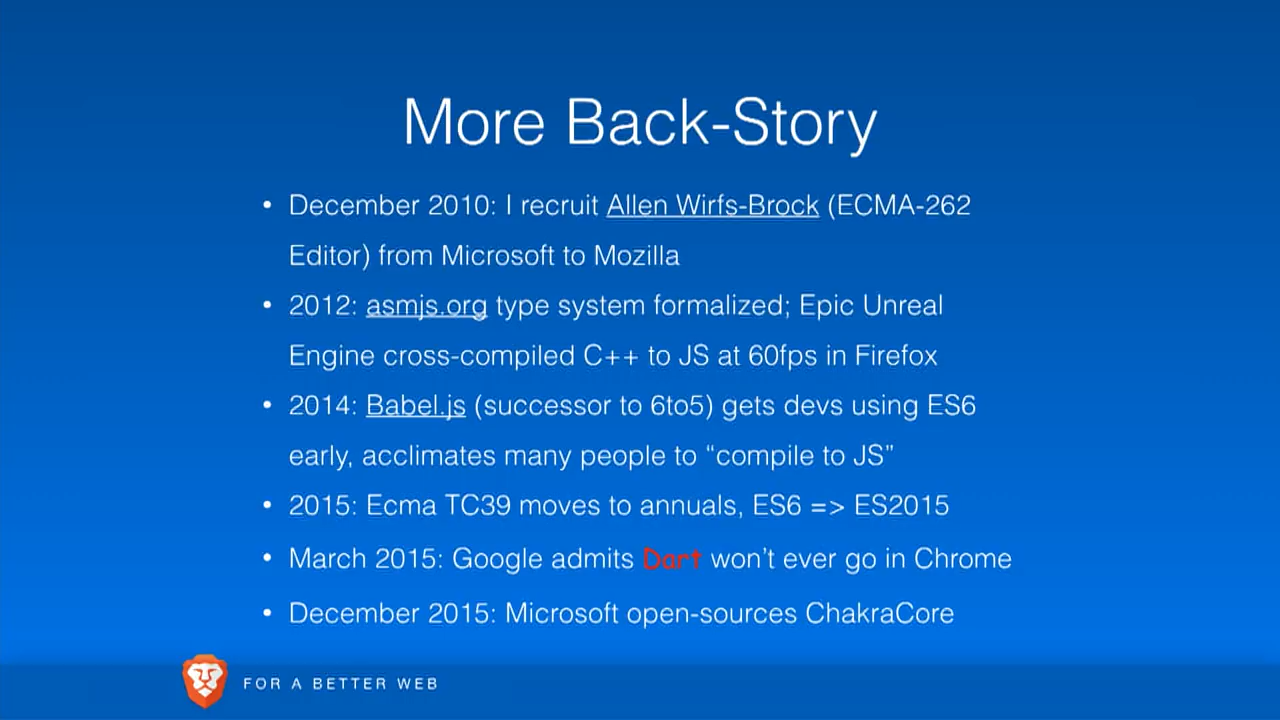 More Back-Story
• December 2010: I recruit Allen Wirfs-Brock (ECMA-262
Editor) from Microsoft to Mozilla
• 2012: asmjs.org type system formalized; Epic Unreal
Engine cross-compiled C++ to JS at 60fps in Firefox
• 2014: Babel.js (successor to 6to5) gets devs using ES6
early, acclimates many people to “compile to JS”
• 2015: Ecma TC39 moves to annuals, ES6 => ES2015
• March 2015: Google admits Dart won’t ever go in Chrome
• December 2015: Microsoft open-sources ChakraCore
FOR A BETTER WEB